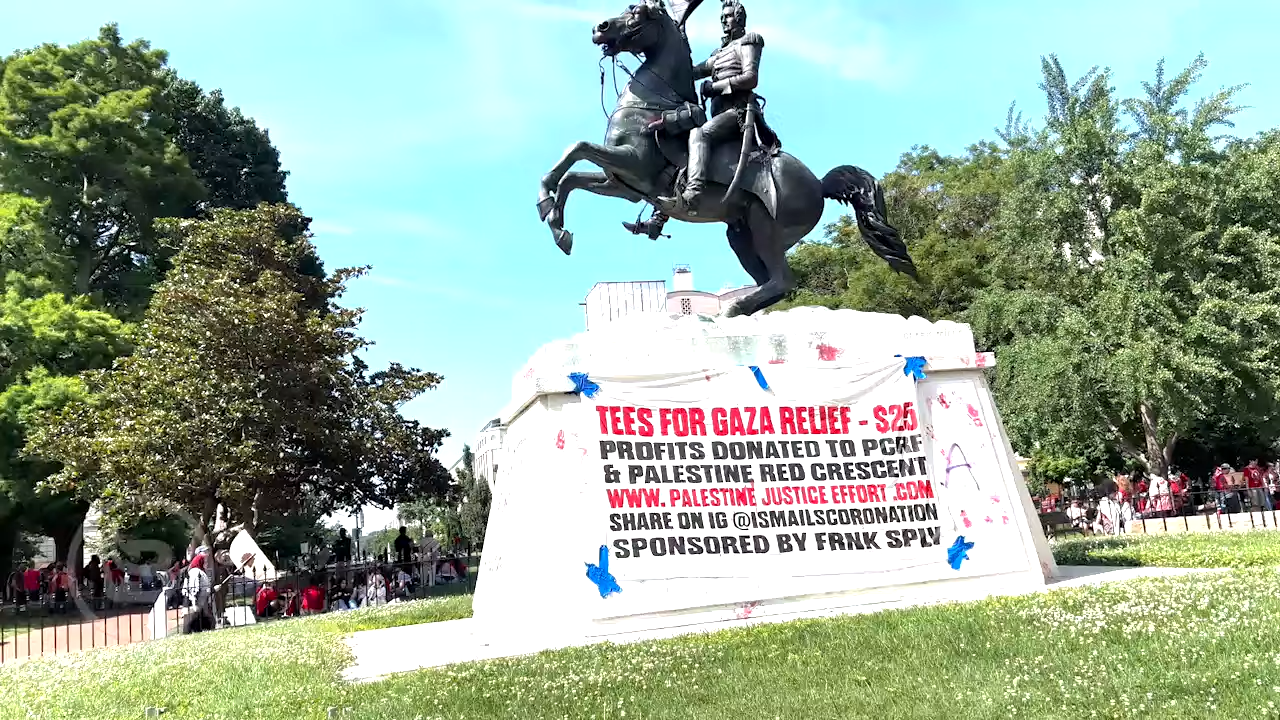 TEES FOR GAZA RELIEF - $25
PROFITS DONATED TO PCRF
& PALESTINE RED CRESCENT
WWW. PALESTINE JUSTICE EFFORT .COM
SHARE ON IG @ISMAILSCORONATION
SPONSORED BY FRNK SPLY
A